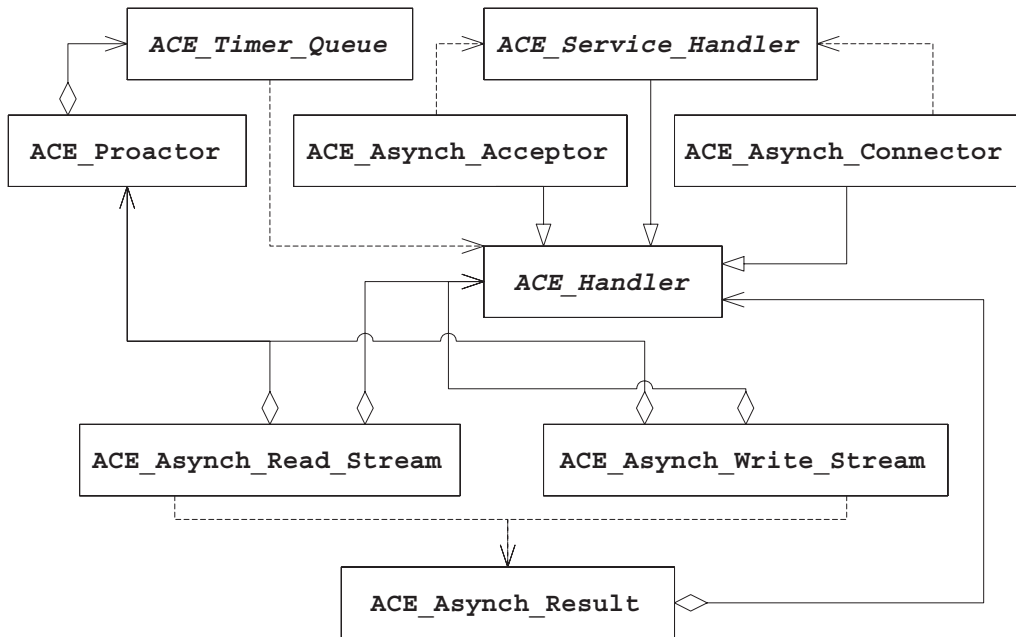 ACE_Timer_Queue
ACE_Service_Handler
ACE_Proactor
ACE_Asynch_Acceptor
ACE_Asynch_Connector
ACE_Handler
ACE_Asynch_Read_Stream
ACE_Asynch_Write_Stream
ACE_Asynch_Result